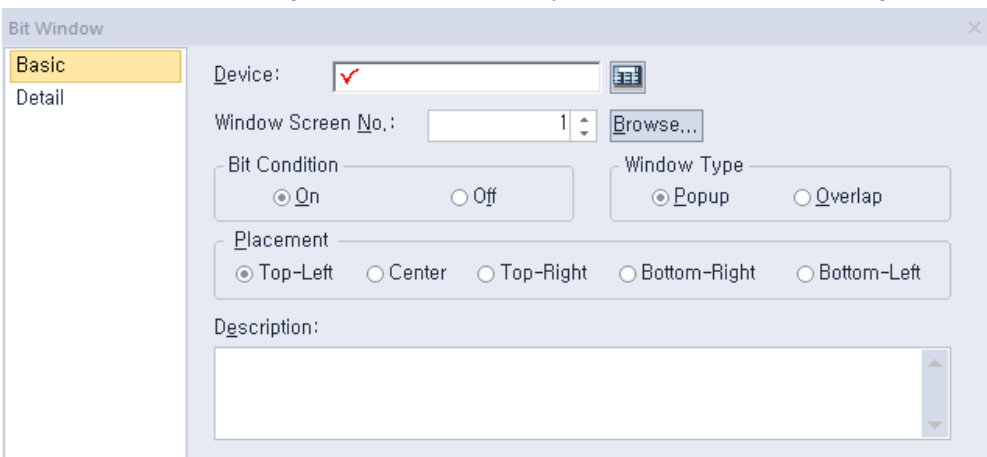 Bit Window
Basic
Detail
Device:
Window Screen No.: 1 Browse...
Bit Condition
On Off
Window Type
Popup Overlap
Placement
Top-Left Center Top-Right Bottom-Right Bottom-Left
Description: